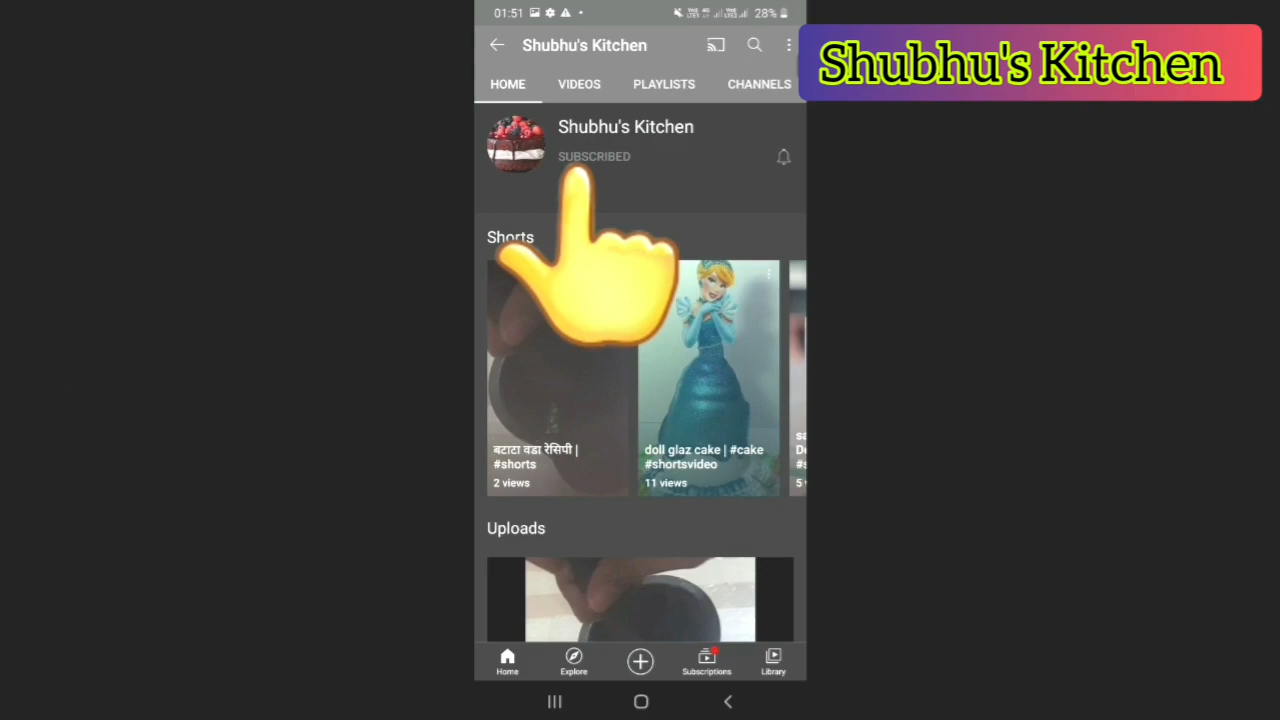 01:51
28%
Shubhu's Kitchen
Shubhu's Kitchen
HOME VIDEOS PLAYLISTS CHANNELS
Shubhu's Kitchen
SUBSCRIBED
Shorts
बटाटा वडा रेसिपी |
#shorts
2 views
doll glaz cake | #cake
#shortsvideo
11 views
Uploads
Home Explore Subscriptions Library